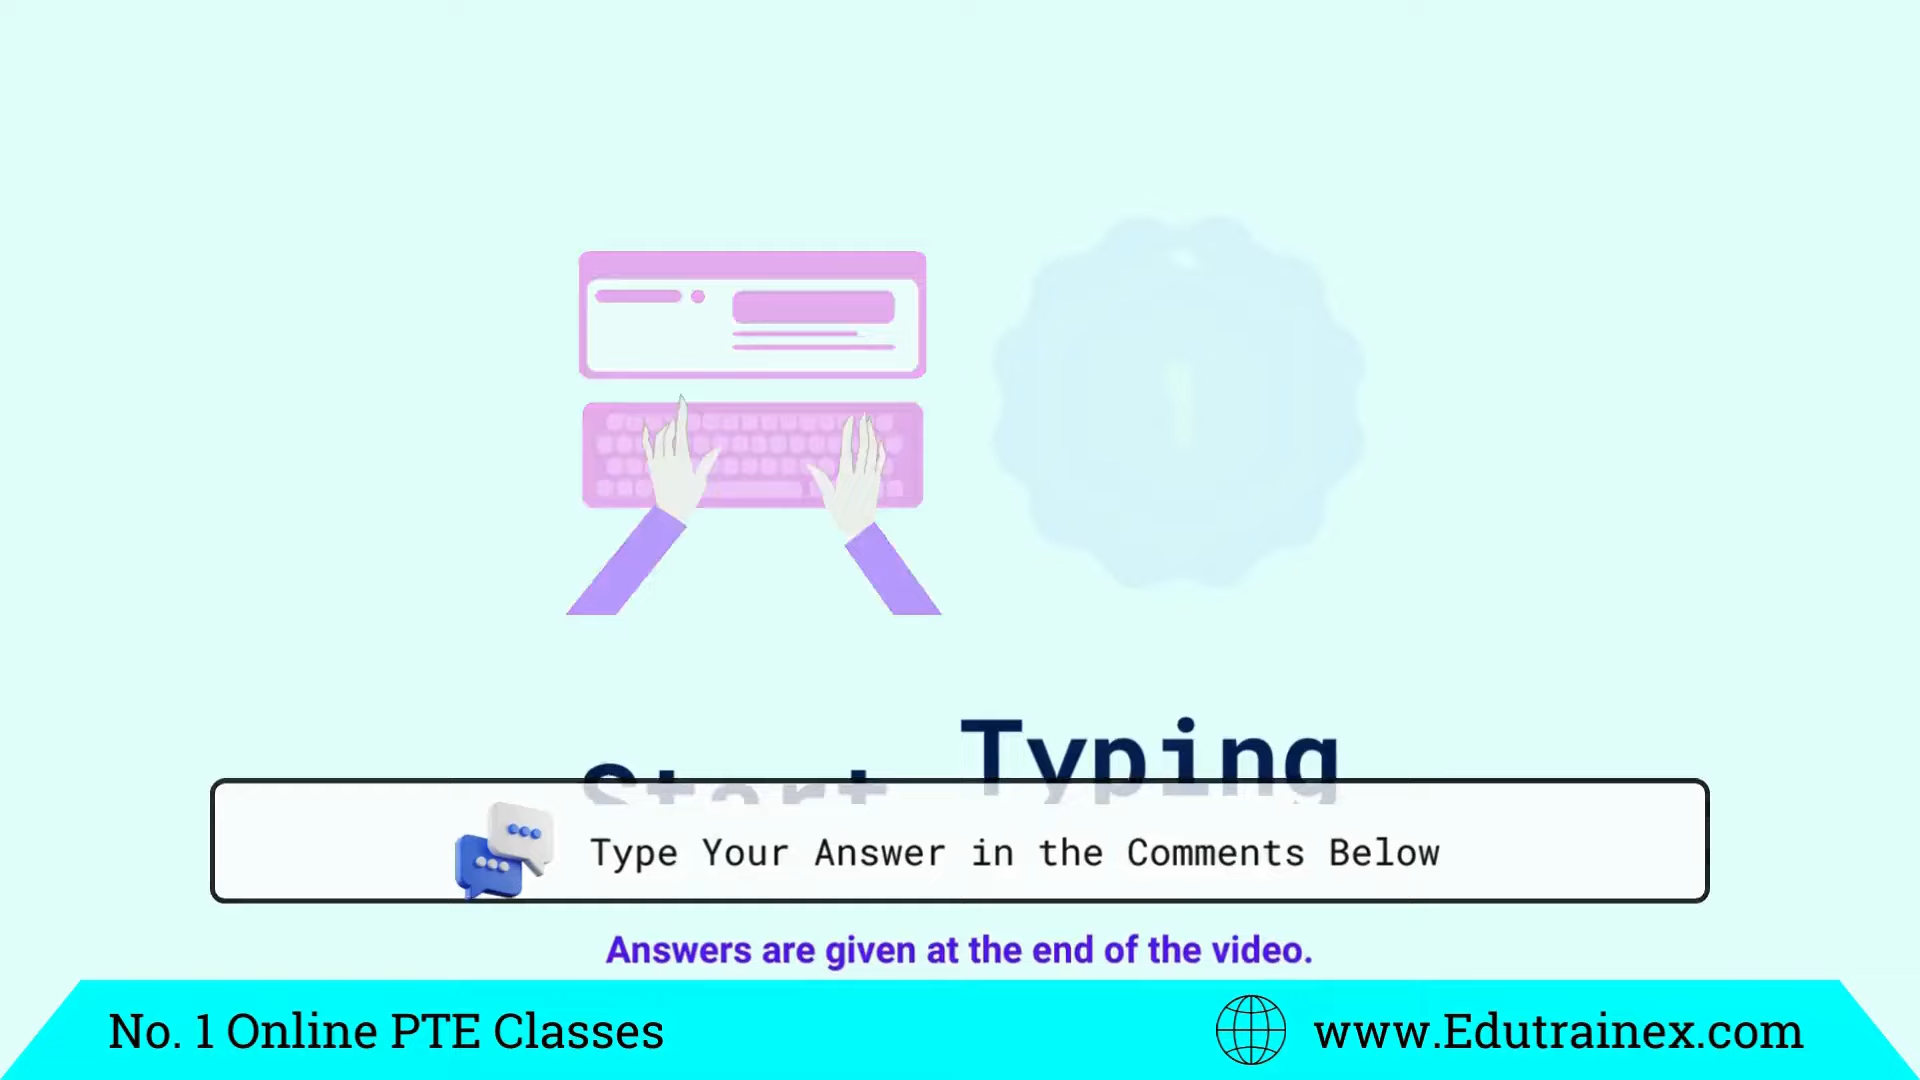 Start Typing
Type Your Answer in the Comments Below
Answers are given at the end of the video.
No. 1 Online PTE Classes
www.Edutrainex.com